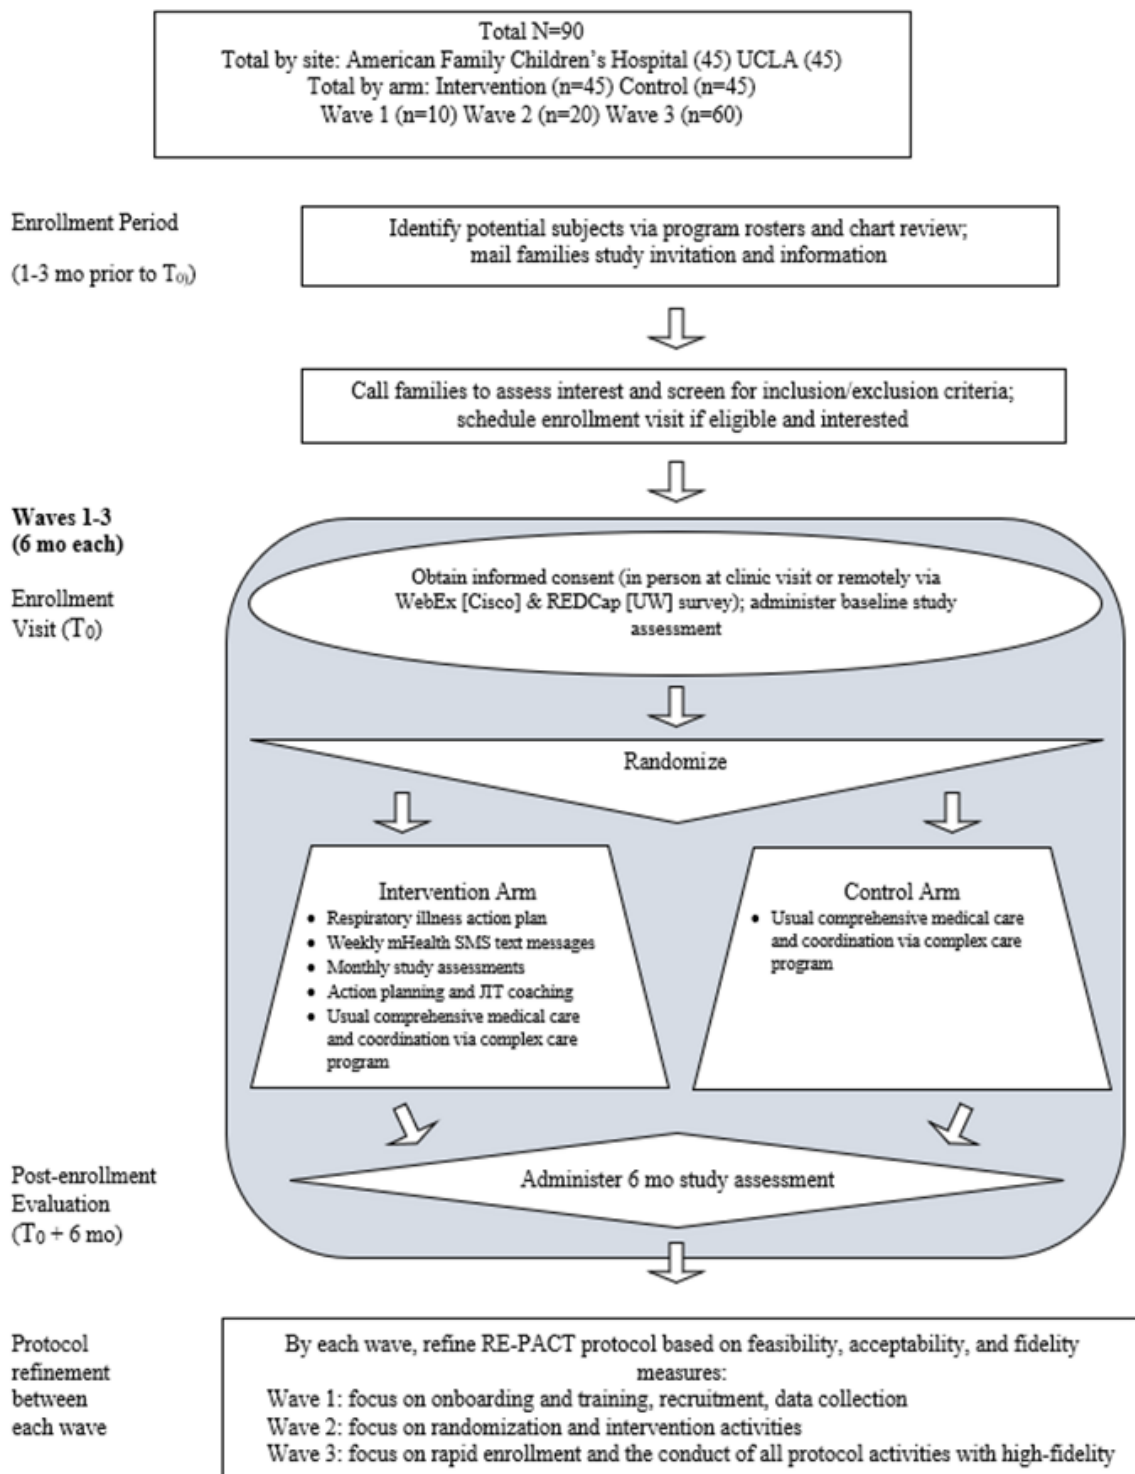 Total N=90
Total by site: American Family Children's Hospital (45) UCLA (45)
Total by arm: Intervention (n=45) Control (n=45)
Wave 1 (n=10) Wave 2 (n=20) Wave 3 (n=60)
Enrollment Period
(1-3 mo prior to T0))
Identify potential subjects via program rosters and chart review;
mail families study invitation and information
Call families to assess interest and screen for inclusion/exclusion criteria;
schedule enrollment visit if eligible and interested
Waves 1-3
(6 mo each)
Enrollment
Visit (T0)
Obtain informed consent (in person at clinic visit or remotely via
WebEx [Cisco] & REDCap [UW] survey); administer baseline study
assessment
Randomize
Intervention Arm
• Respiratory illness action plan
• Weekly mHealth SMS text messages
• Monthly study assessments
• Action planning and JIT coaching
• Usual comprehensive medical care
and coordination via complex care
program
Control Arm
• Usual comprehensive medical care
and coordination via complex care
program
Post-enrollment
Evaluation
(T0 + 6 mo)
Administer 6 mo study assessment
Protocol
refinement
between
each wave
By each wave, refine RE-PACT protocol based on feasibility, acceptability, and fidelity
measures:
Wave 1: focus on onboarding and training, recruitment, data collection
Wave 2: focus on randomization and intervention activities
Wave 3: focus on rapid enrollment and the conduct of all protocol activities with high-fidelity